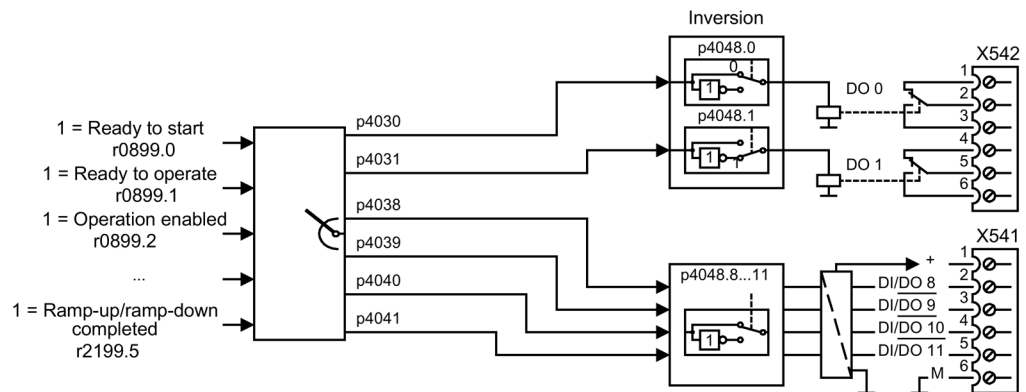 Inversion
p4048.0
0
1
p4048.1
1
1
X542
1
2
3
4
5
6
DO 0
DO 1
1 = Ready to start
r0899.0
1 = Ready to operate
r0899.1
1 = Operation enabled
r0899.2
...
1 = Ramp-up/ramp-down
completed
r2199.5
p4030
p4031
p4038
p4039
p4040
p4041
p4048.8...11
1
X541
1
2
3
4
5
6
+
DI/DO 8
DI/DO 9
DI/DO 10
DI/DO 11
M